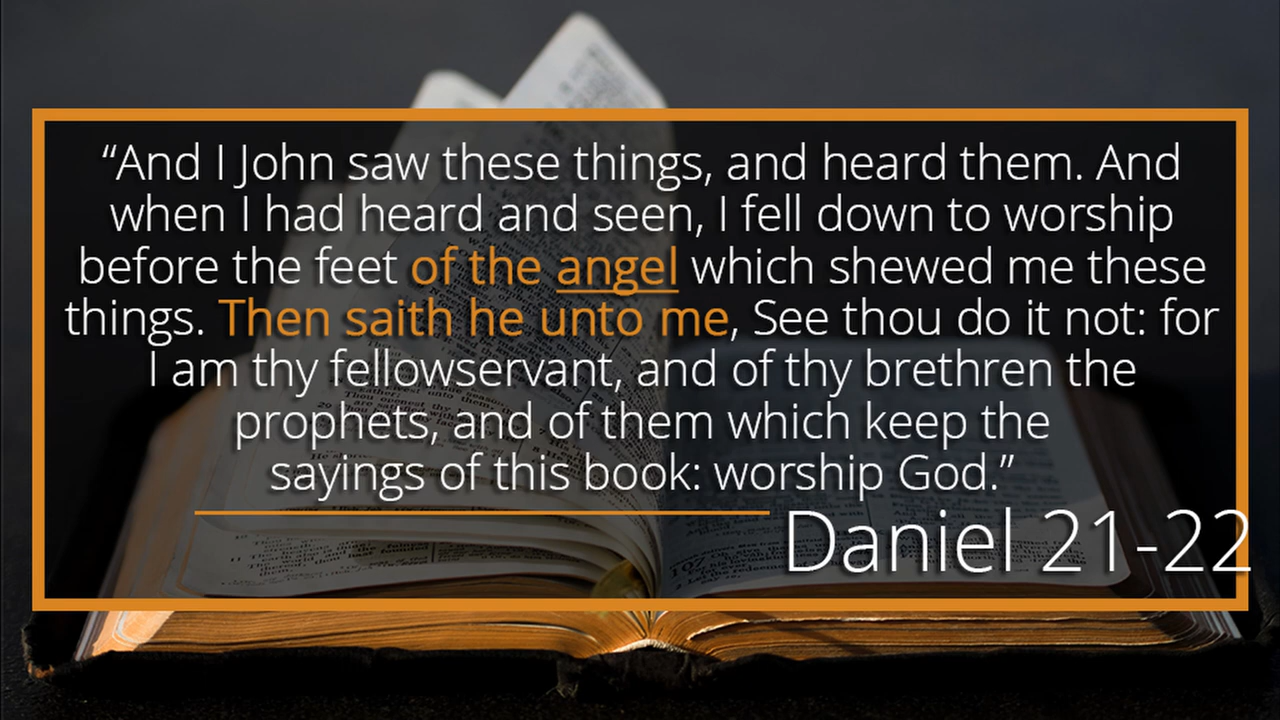 “And I John saw these things, and heard them. And
when I had heard and seen, I fell down to worship
before the feet of the angel which shewed me these
things. Then saith he unto me, See thou do it not: for
I am thy fellowservant, and of thy brethren the
prophets, and of them which keep the
sayings of this book: worship God.”
Daniel 21-22